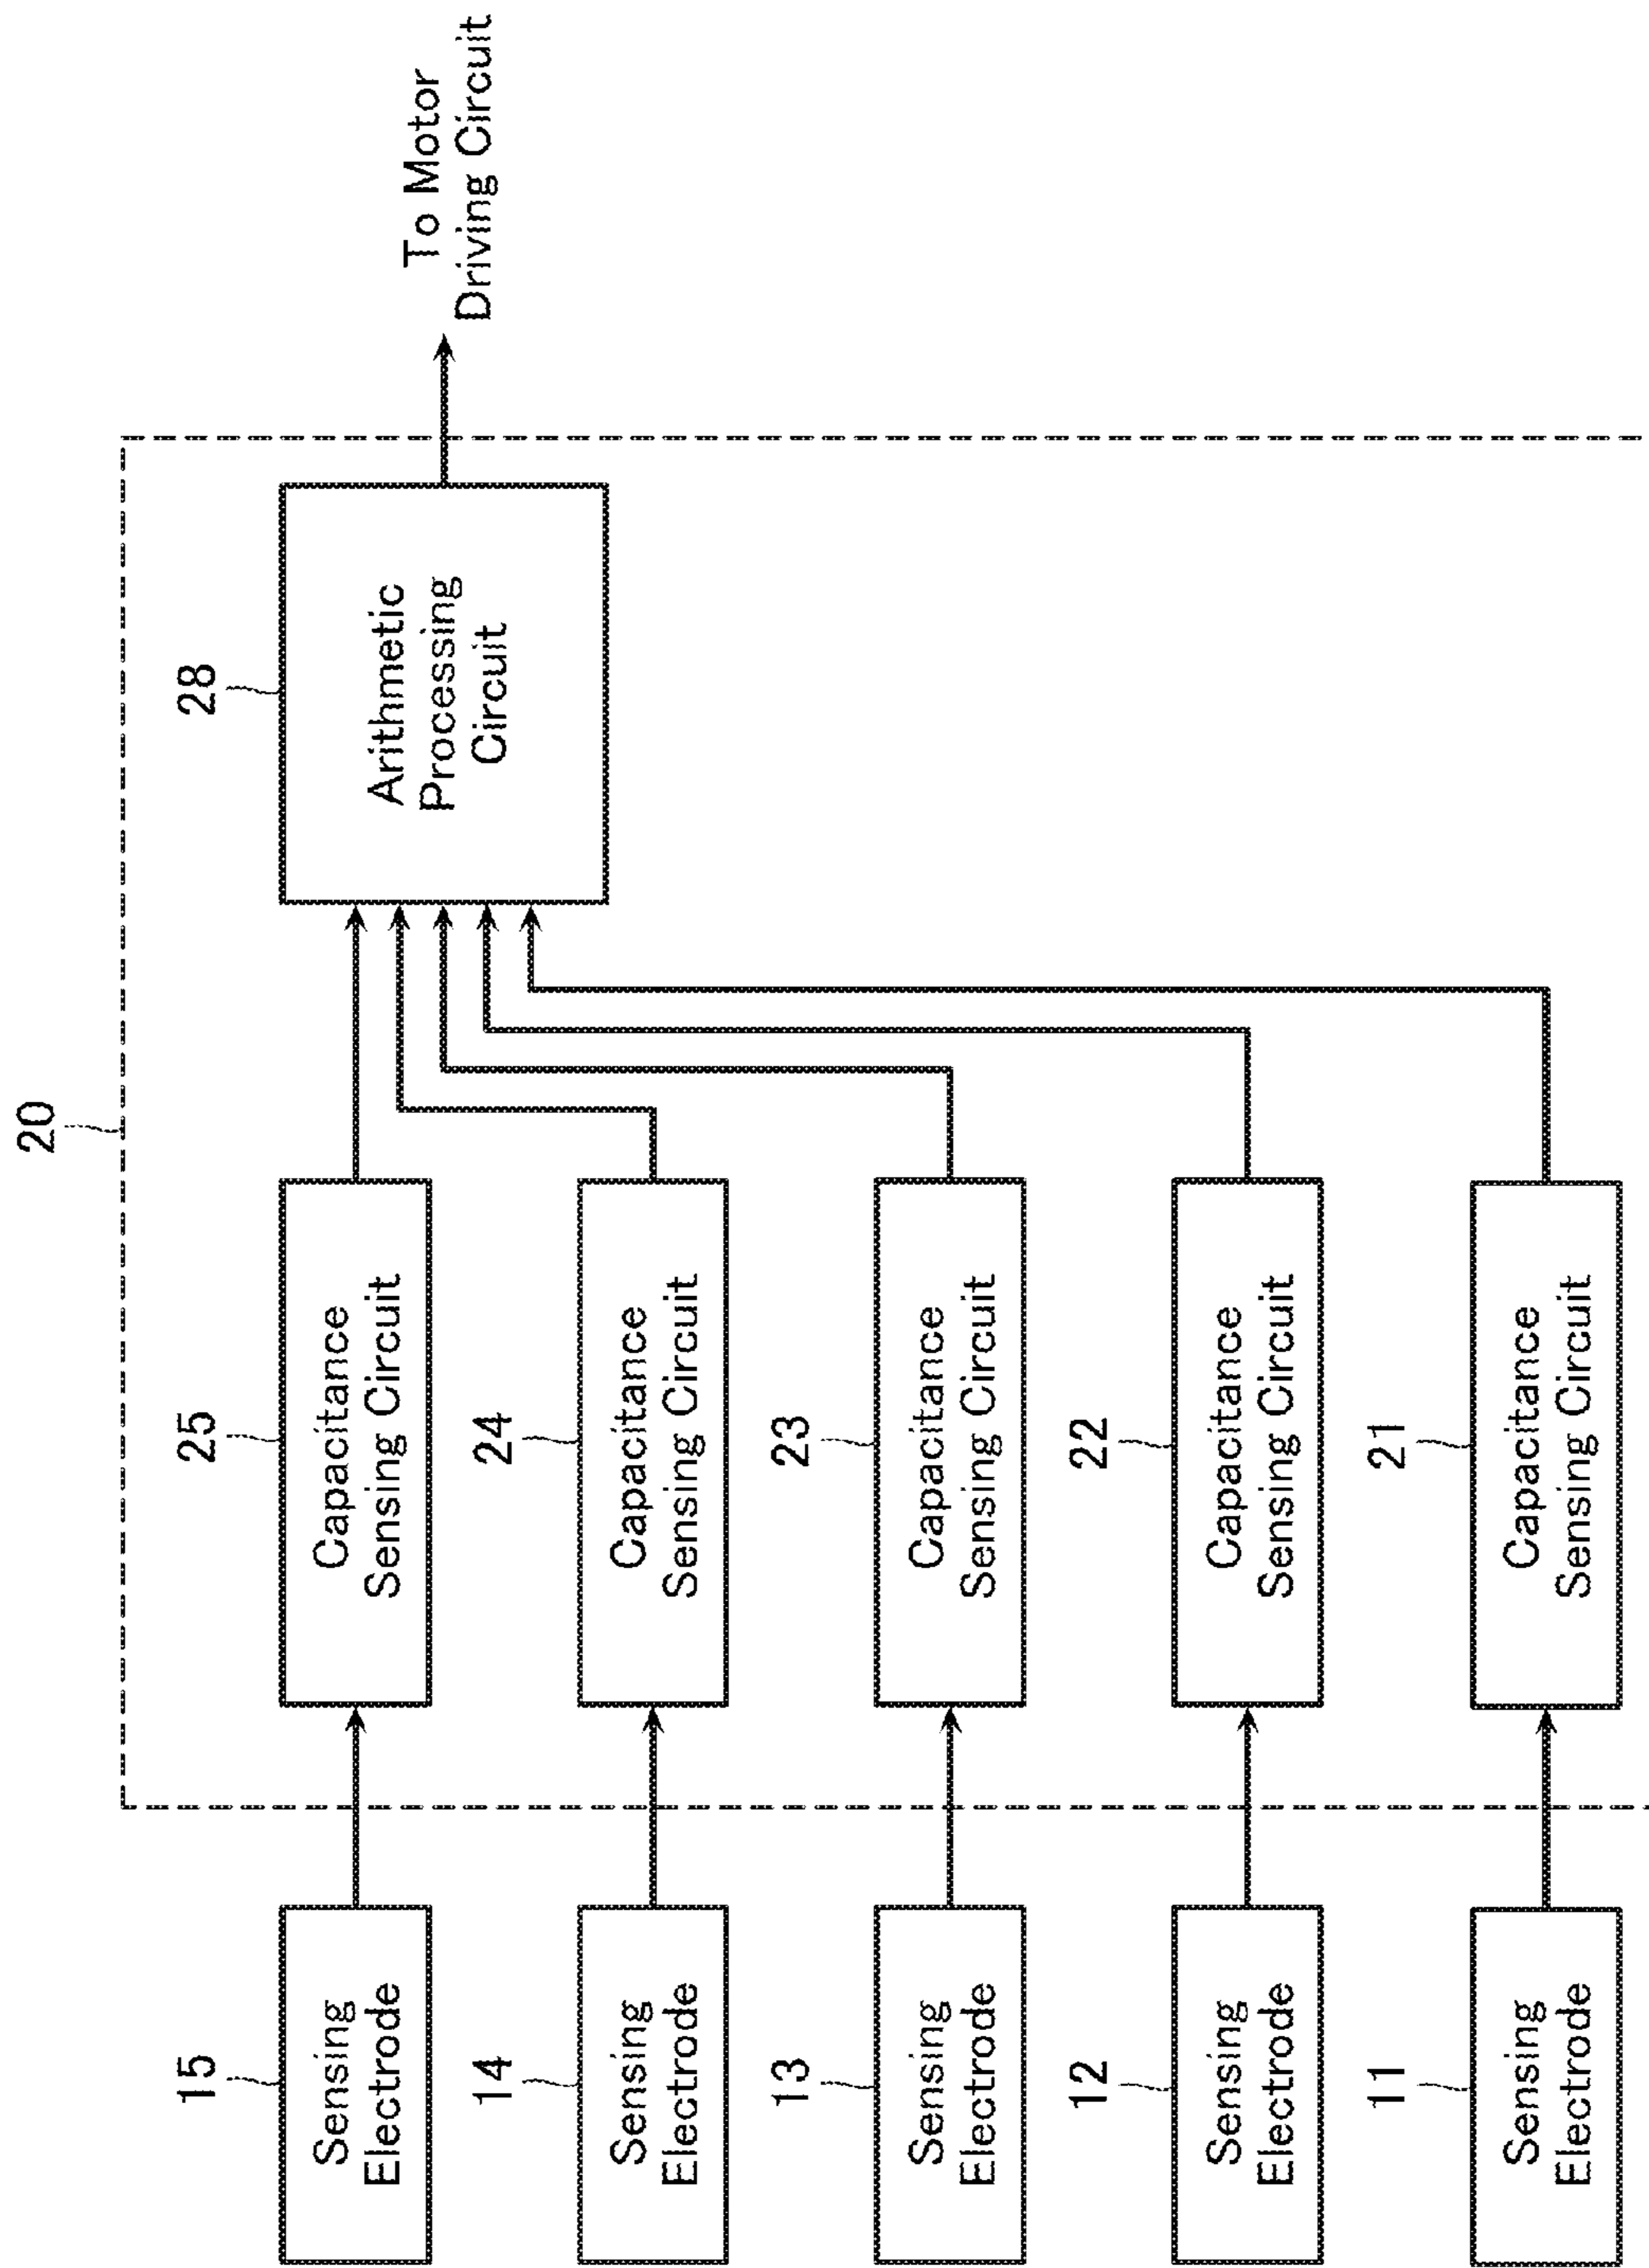 20
15
Sensing
Electrode
25
Capacitance
Sensing Circuit
28
Arithmetic
Processing
Circuit
To Motor
Driving Circuit
14
Sensing
Electrode
24
Capacitance
Sensing Circuit
13
Sensing
Electrode
23
Capacitance
Sensing Circuit
12
Sensing
Electrode
22
Capacitance
Sensing Circuit
11
Sensing
Electrode
21
Capacitance
Sensing Circuit